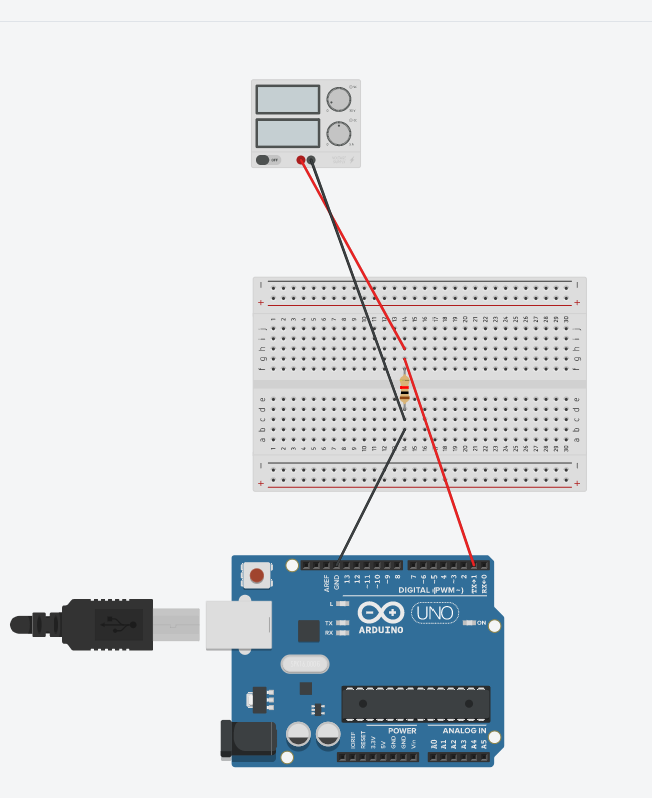 OFF
− −
+ +
1 2 3 4 5 6 7 8 9 10 11 12 13 14 15 16 17 18 19 20 21 22 23 24 25 26 27 28 29 30
j j
i i
h h
g g
f f
e e
d d
c c
b b
a a
1 2 3 4 5 6 7 8 9 10 11 12 13 14 15 16 17 18 19 20 21 22 23 24 25 26 27 28 29 30
− −
+ +
AREF GND 13 12 ~11 ~10 ~9 8 7 ~6 ~5 4 ~3 2 TX→1 RX←0
DIGITAL (PWM ~)
L
TX
RX
ARDUINO
UNO
ON
POWER
ANALOG IN
IOREF RESET 3.3V 5V GND GND Vin A0 A1 A2 A3 A4 A5